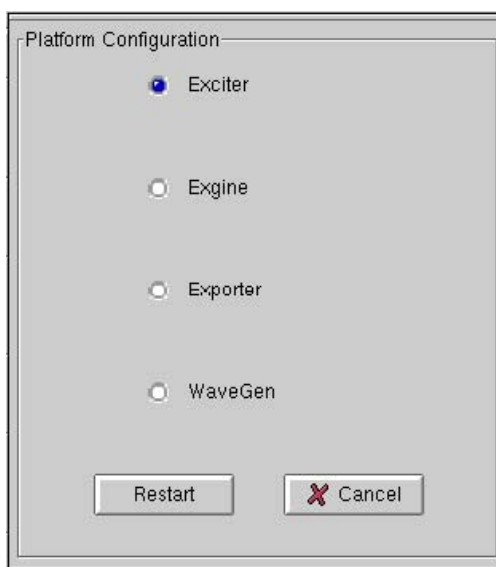 Platform Configuration
Exciter
Exgine
Exporter
WaveGen
Restart
Cancel